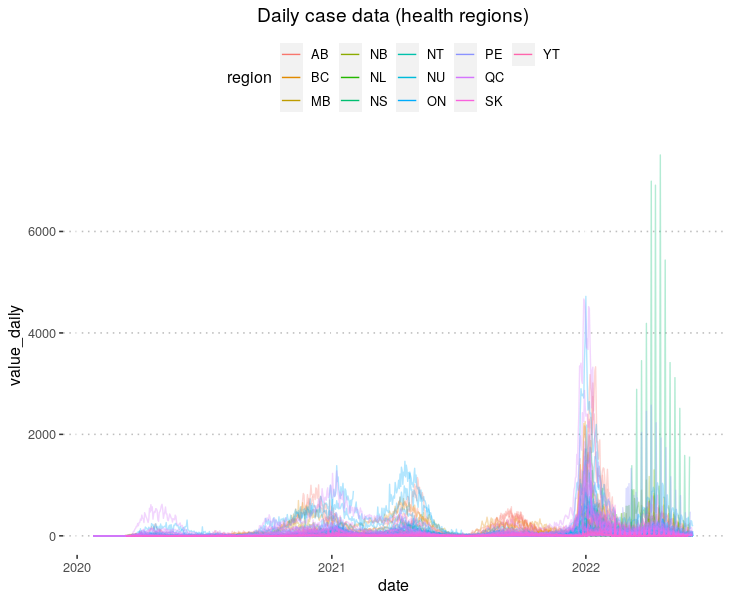 Daily case data (health regions)
region
AB NB NT PE YT
BC NL NU QC
MB NS ON SK
value_daily
6000
4000
2000
0
2020 2021 2022
date